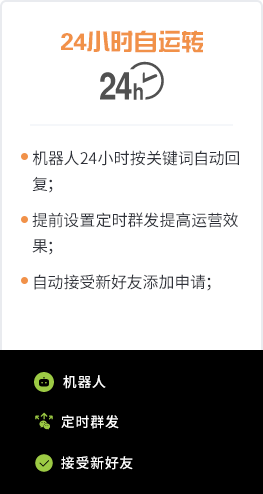 24小时自运转
24h
机器人24小时按关键词自动回
复；
提前设置定时群发提高运营效
果；
自动接受新好友添加申请；
机器人
定时群发
接受新好友